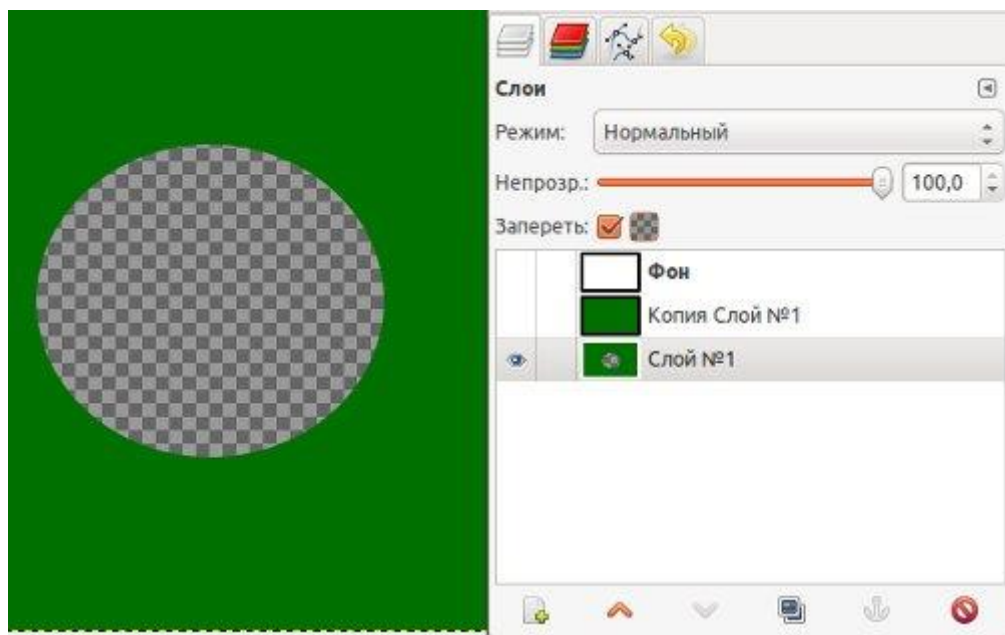 Слои
Режим: Нормальный
Непрозр.: 100,0
Запереть:
Фон
Копия Слой №1
Слой №1